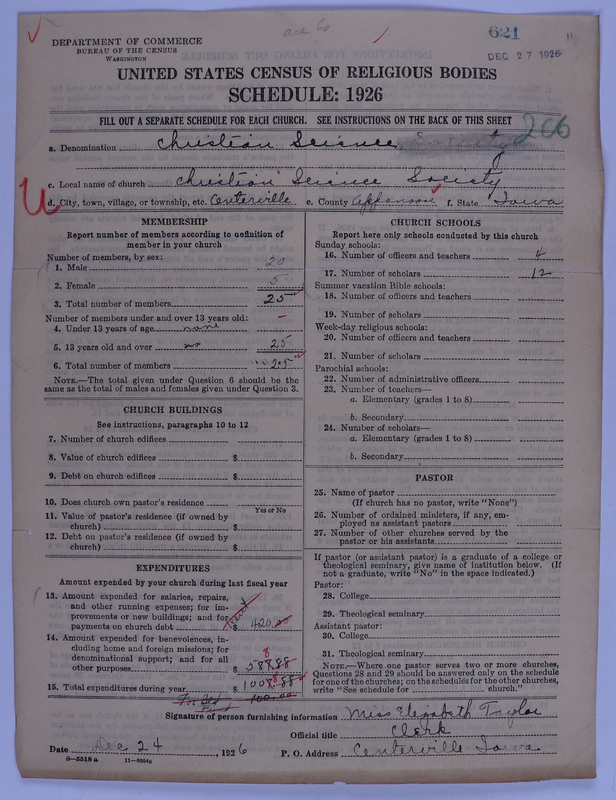 621
DEC 27 1926
DEPARTMENT OF COMMERCE
BUREAU OF THE CENSUS
WASHINGTON
UNITED STATES CENSUS OF RELIGIOUS BODIES
SCHEDULE: 1926
FILL OUT A SEPARATE SCHEDULE FOR EACH CHURCH. SEE INSTRUCTIONS ON THE BACK OF THIS SHEET
206
a. Denomination Christian Science Society
c. Local name of church Christian Science Society
d. City, town, village, or township, etc. Centerville e. County Appanoose f. State Iowa
MEMBERSHIP
Report number of members according to definition of
member in your church
Number of members, by sex:
1. Male 20
2. Female 5
3. Total number of members 25
Number of members under and over 13 years old:
4. Under 13 years of age none
5. 13 years old and over 25
6. Total number of members 25
NOTE.—The total given under Question 6 should be the
same as the total of males and females given under Question 3.
CHURCH BUILDINGS
See instructions, paragraphs 10 to 12
7. Number of church edifices
8. Value of church edifices $
9. Debt on church edifices $
10. Does church own pastor's residence
Yes or No
11. Value of pastor's residence (if owned by
church) $
12. Debt on pastor's residence (if owned by
church) $
EXPENDITURES
Amount expended by your church during last fiscal year
13. Amount expended for salaries, repairs,
and other running expenses; for im-
provements or new building; and for
payments on church debt $ 420.00
14. Amount expended for benevolences, in-
cluding home and foreign missions; for
denominational support; and for all
other purposes $ 588.88
15. Total expenditures during year $ 1008.88
100.00
CHURCH SCHOOLS
Report here only schools conducted by this church
Sunday schools:
16. Number of officers and teachers 4
17. Number of scholars 12
Summer vacation Bible schools:
18. Number of officers and teachers
19. Number of scholars
Week-day religious schools:
20. Number of officers and teachers
21. Number of scholars
Parochial schools:
22. Number of administrative officers
23. Number of teachers—
a. Elementary (grades 1 to 8)
b. Secondary
24. Number of scholars—
a. Elementary (grades 1 to 8)
b. Secondary
PASTOR
25. Name of pastor
(If church has no pastor, write "None")
26. Number of ordained ministers, if any, em-
ployed as assistant pastors
27. Number of other churches served by the
pastor or his assistants
If pastor (or assistant pastor) is a graduate of a college or
theological seminary, give name of institution below. (If
not a graduate, write "No" in the space indicated.)
Pastor:
28. College
29. Theological seminary
Assistant pastor:
30. College
31. Theological seminary
NOTE.—Where one pastor serves two or more churches,
Questions 28 and 29 should be answered only on the schedule
for one of the churches; on the schedules for the other churches,
write "See schedule for church."
Signature of person furnishing information Miss Elizabeth Taylor
Official title Clerk
Date Dec 24, 1926 P. O. Address Centerville Iowa
8—5518a 11—9054a